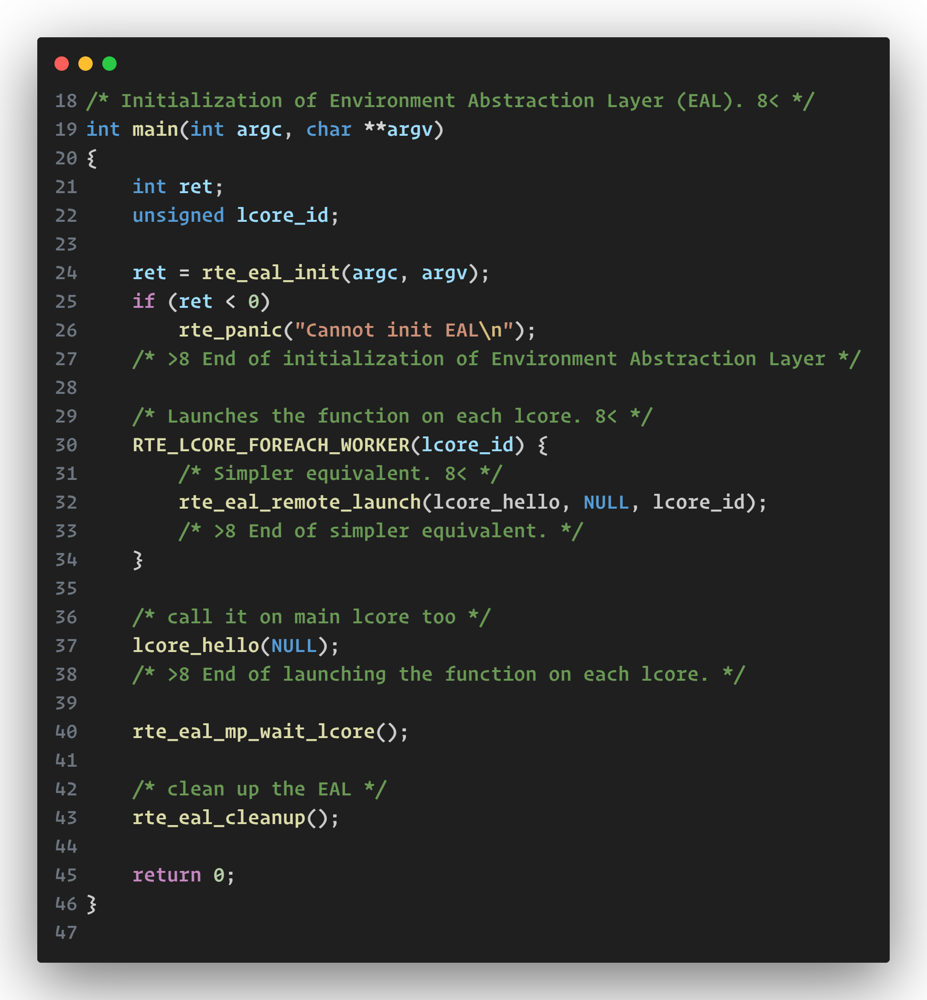 18 /* Initialization of Environment Abstraction Layer (EAL). 8< */
19 int main(int argc, char **argv)
20 {
21     int ret;
22     unsigned lcore_id;
23
24     ret = rte_eal_init(argc, argv);
25     if (ret < 0)
26         rte_panic("Cannot init EAL\n");
27     /* >8 End of initialization of Environment Abstraction Layer */
28
29     /* Launches the function on each lcore. 8< */
30     RTE_LCORE_FOREACH_WORKER(lcore_id) {
31         /* Simpler equivalent. 8< */
32         rte_eal_remote_launch(lcore_hello, NULL, lcore_id);
33         /* >8 End of simpler equivalent. */
34     }
35
36     /* call it on main lcore too */
37     lcore_hello(NULL);
38     /* >8 End of launching the function on each lcore. */
39
40     rte_eal_mp_wait_lcore();
41
42     /* clean up the EAL */
43     rte_eal_cleanup();
44
45     return 0;
46 }
47